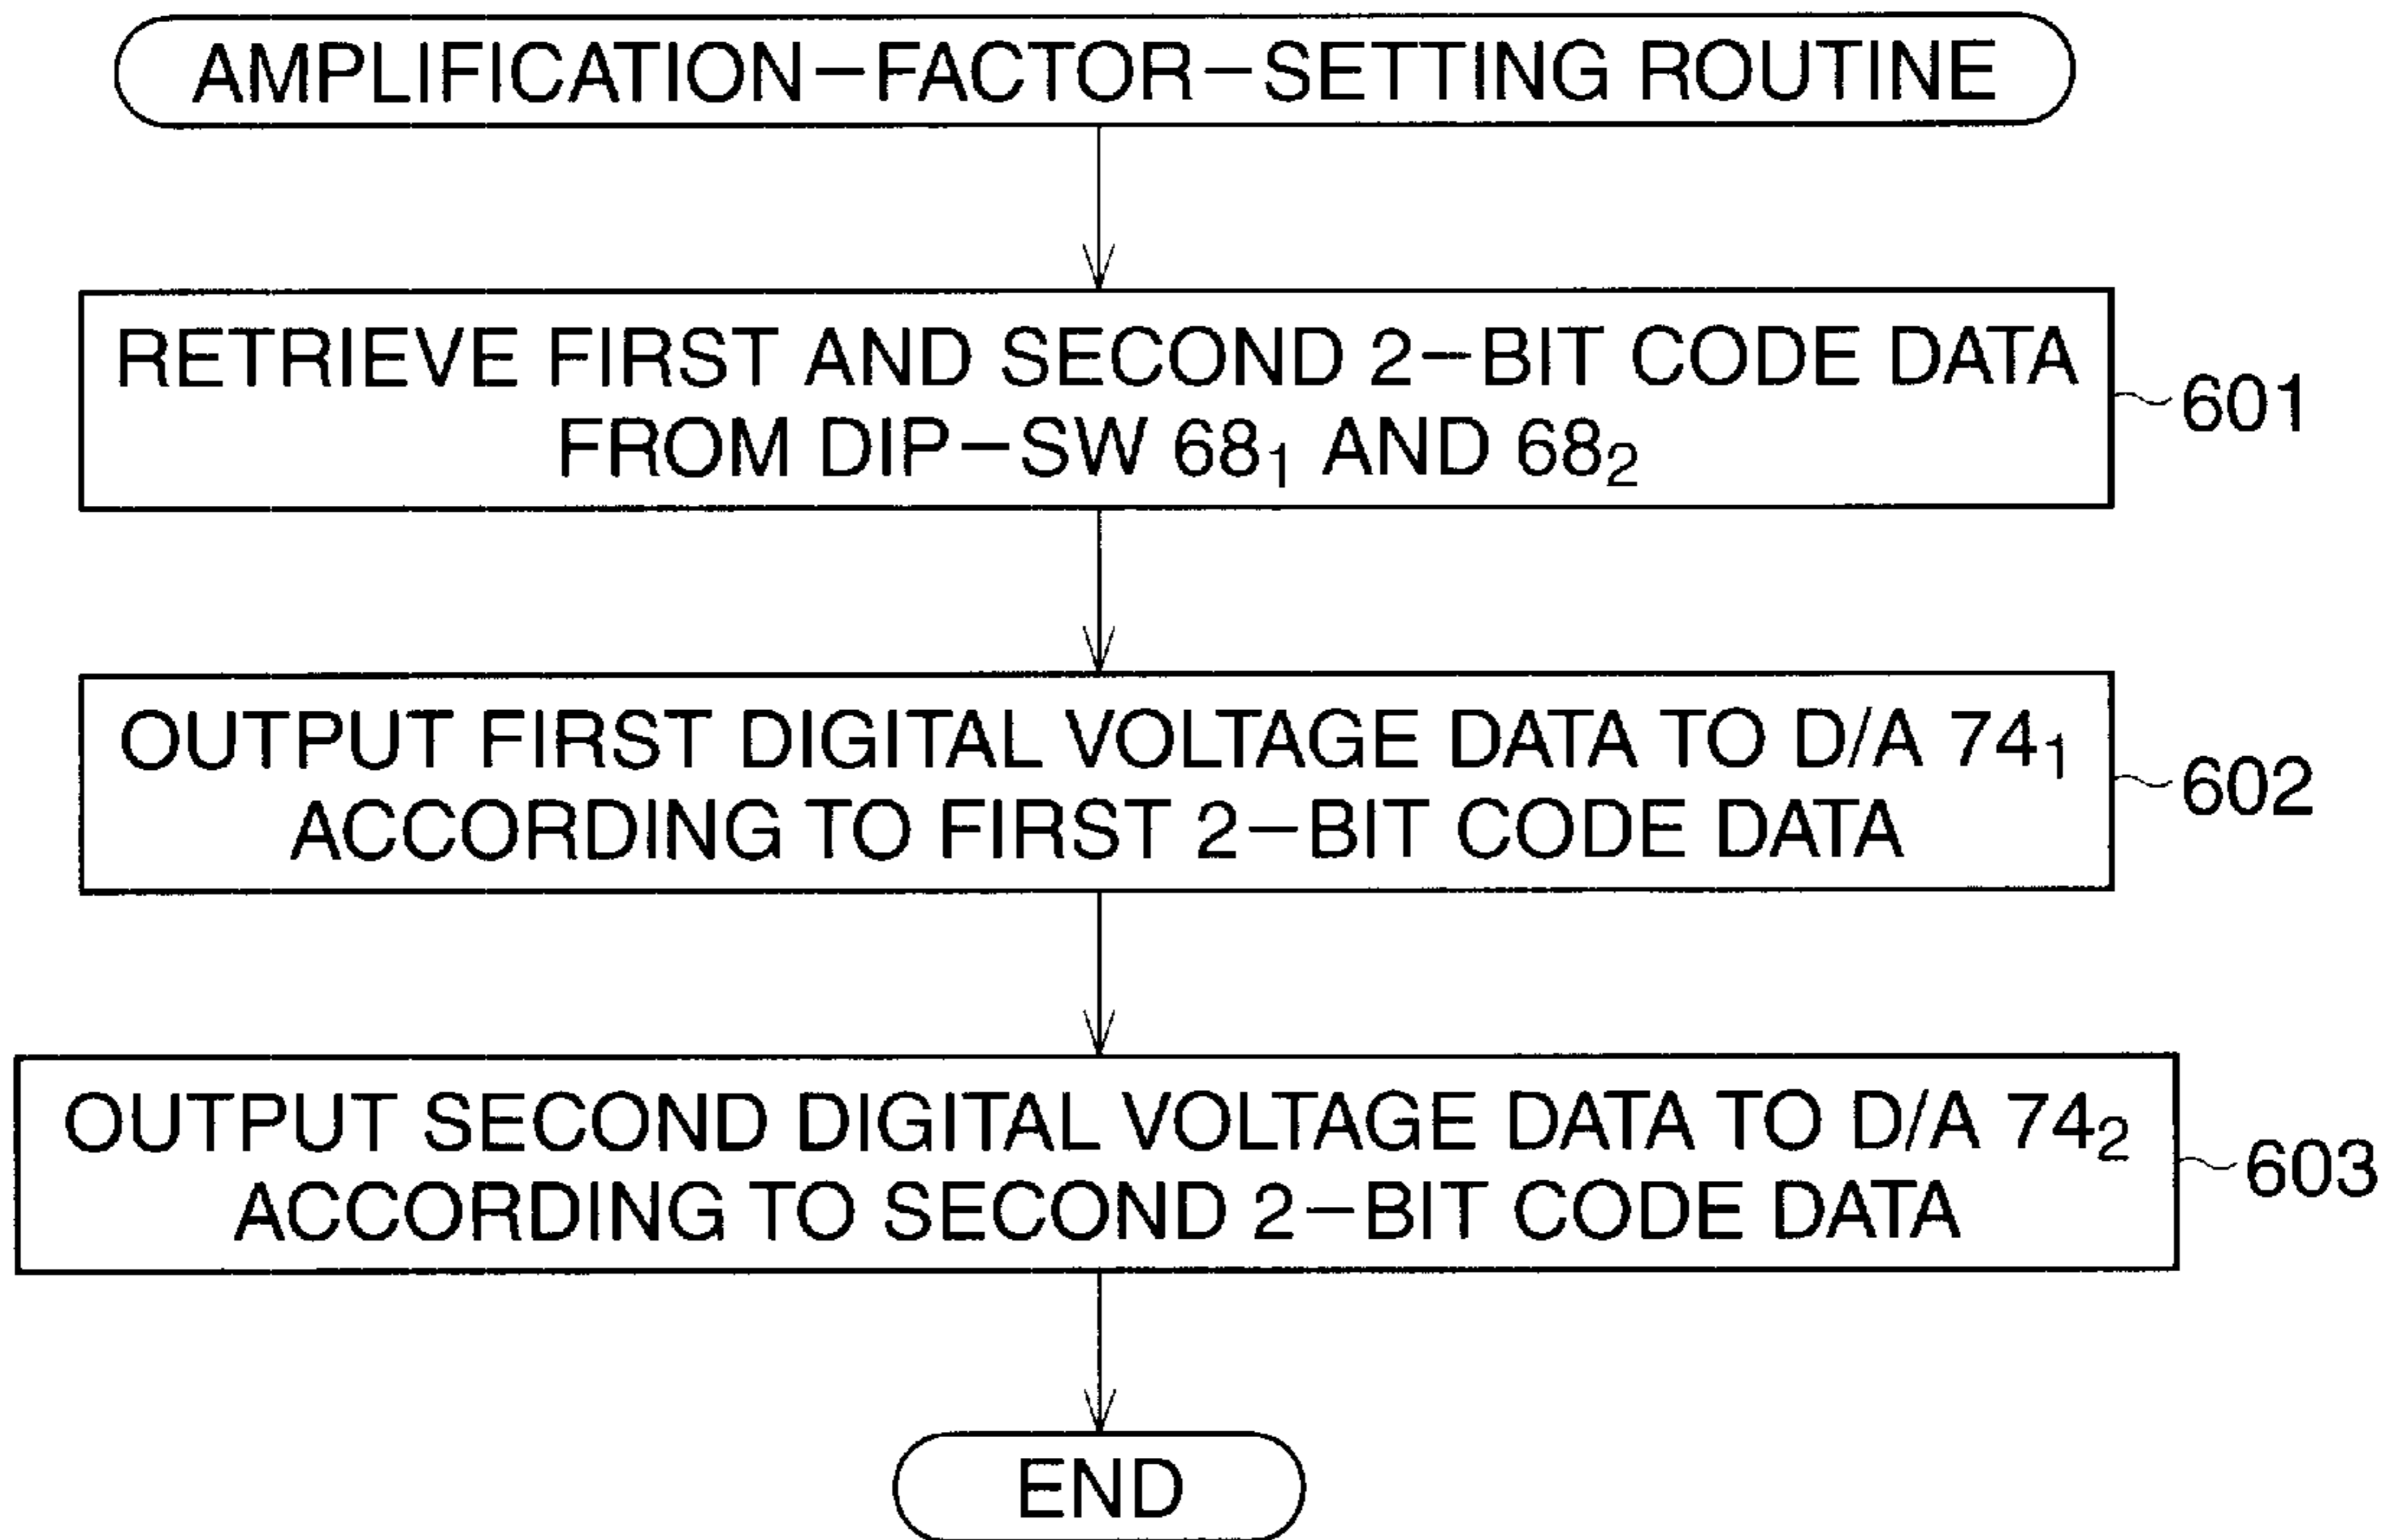 AMPLIFICATION-FACTOR-SETTING ROUTINE
RETRIEVE FIRST AND SECOND 2-BIT CODE DATA
FROM DIP-SW 68₁ AND 68₂
601
OUTPUT FIRST DIGITAL VOLTAGE DATA TO D/A 74₁
ACCORDING TO FIRST 2-BIT CODE DATA
602
OUTPUT SECOND DIGITAL VOLTAGE DATA TO D/A 74₂
ACCORDING TO SECOND 2-BIT CODE DATA
603
END